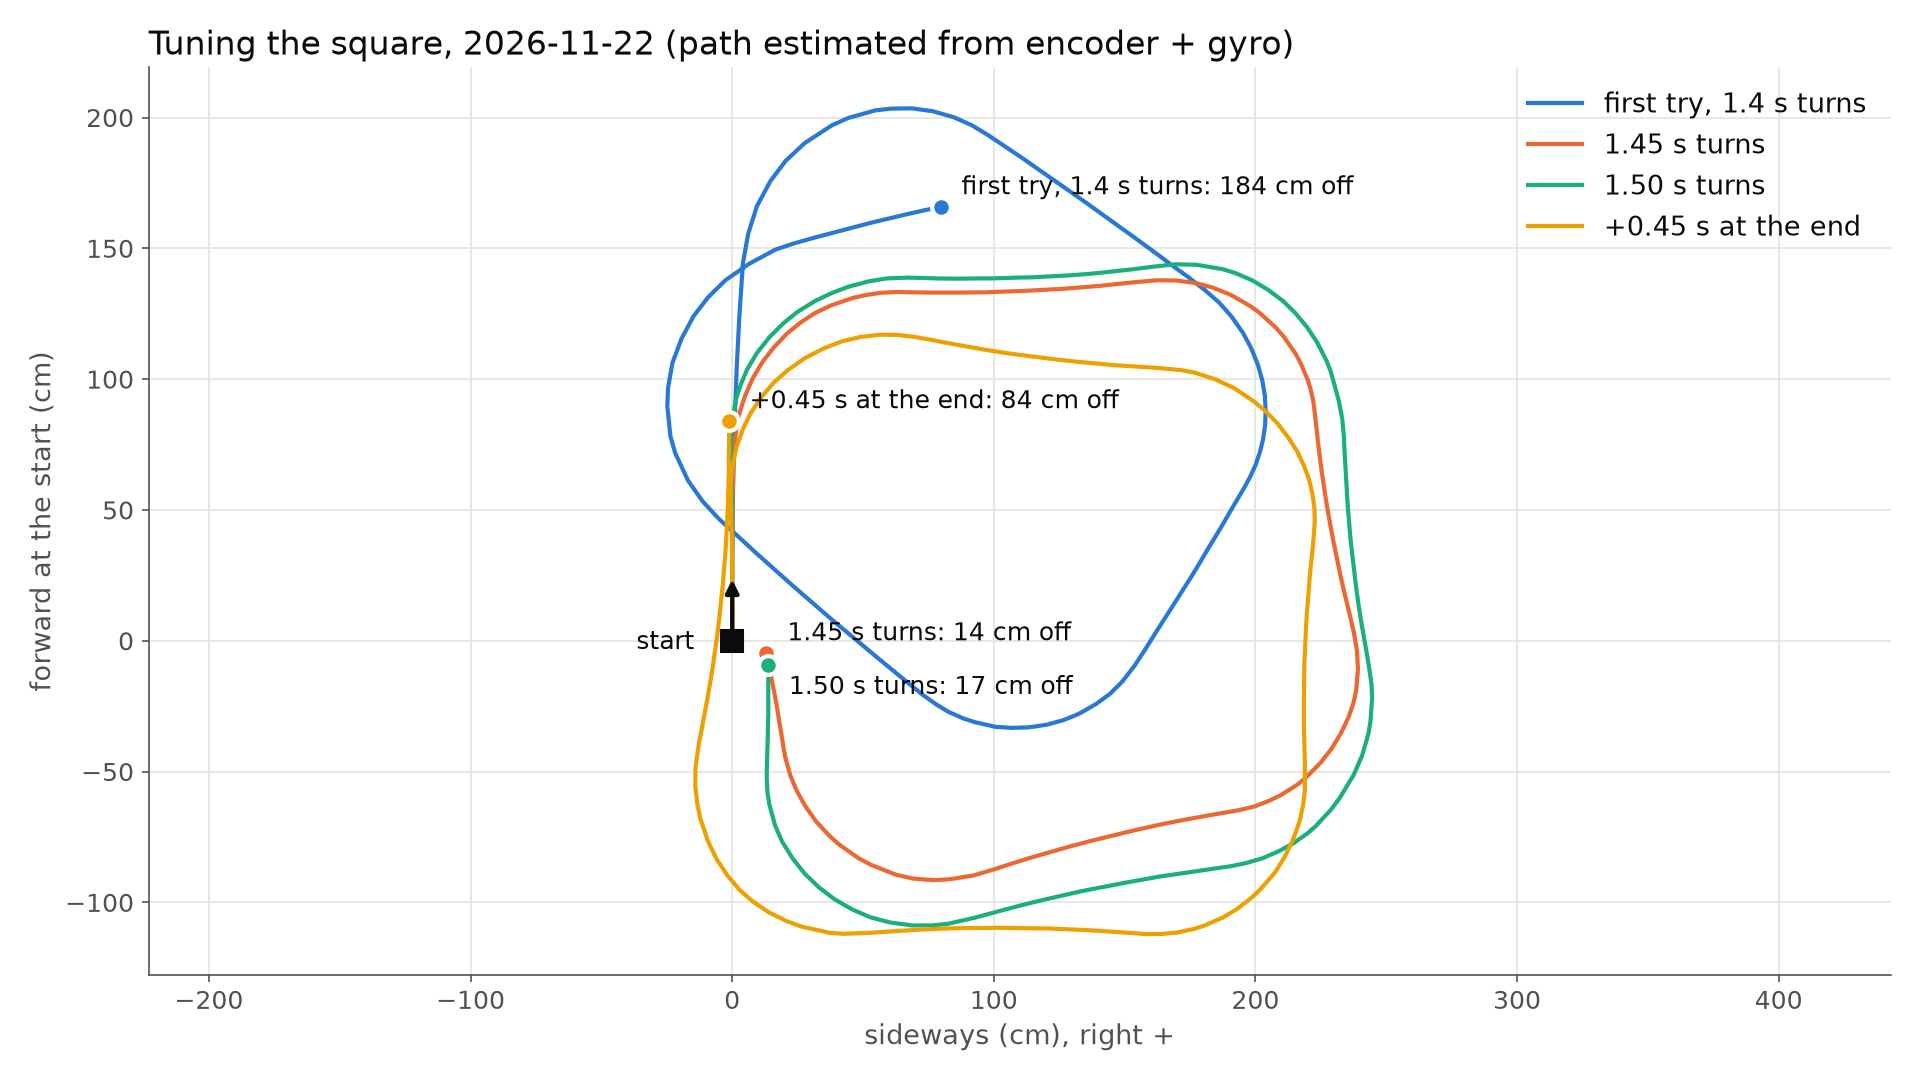 Tuning the square, 2026-11-22 (path estimated from encoder + gyro)
first try, 1.4 s turns
1.45 s turns
1.50 s turns
+0.45 s at the end
first try, 1.4 s turns: 184 cm off
+0.45 s at the end: 84 cm off
start
1.45 s turns: 14 cm off
1.50 s turns: 17 cm off
forward at the start (cm)
200
150
100
50
0
−50
−100
−200
−100
0
100
200
300
400
sideways (cm), right +